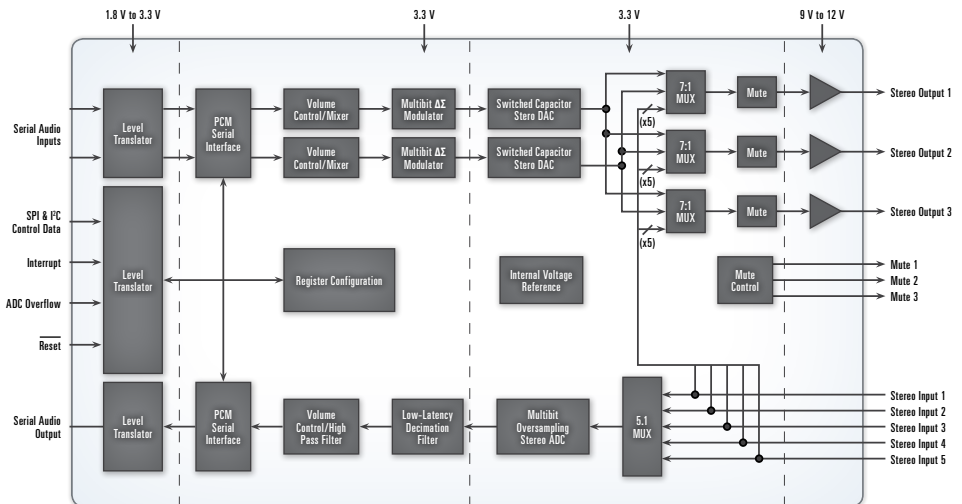 1.8 V to 3.3 V
3.3 V
3.3 V
9 V to 12 V
Serial Audio
Inputs
Level
Translator
PCM
Serial
Interface
Volume
Control/Mixer
Multibit ΔΣ
Modulator
Switched Capacitor
Stero DAC
7:1
MUX
Mute
Stereo Output 1
(x5)
Volume
Control/Mixer
Multibit ΔΣ
Modulator
Switched Capacitor
Stero DAC
7:1
MUX
Mute
Stereo Output 2
(x5)
7:1
MUX
Mute
Stereo Output 3
(x5)
SPI & I²C
Control Data
Interrupt
ADC Overflow
Reset
Level
Translator
Register Configuration
Internal Voltage
Reference
Mute
Control
Mute 1
Mute 2
Mute 3
Serial Audio
Output
Level
Translator
PCM
Serial
Interface
Volume
Control/High
Pass Filter
Low-Latency
Decimation
Filter
Multibit
Oversampling
Stereo ADC
5.1
MUX
Stereo Input 1
Stereo Input 2
Stereo Input 3
Stereo Input 4
Stereo Input 5